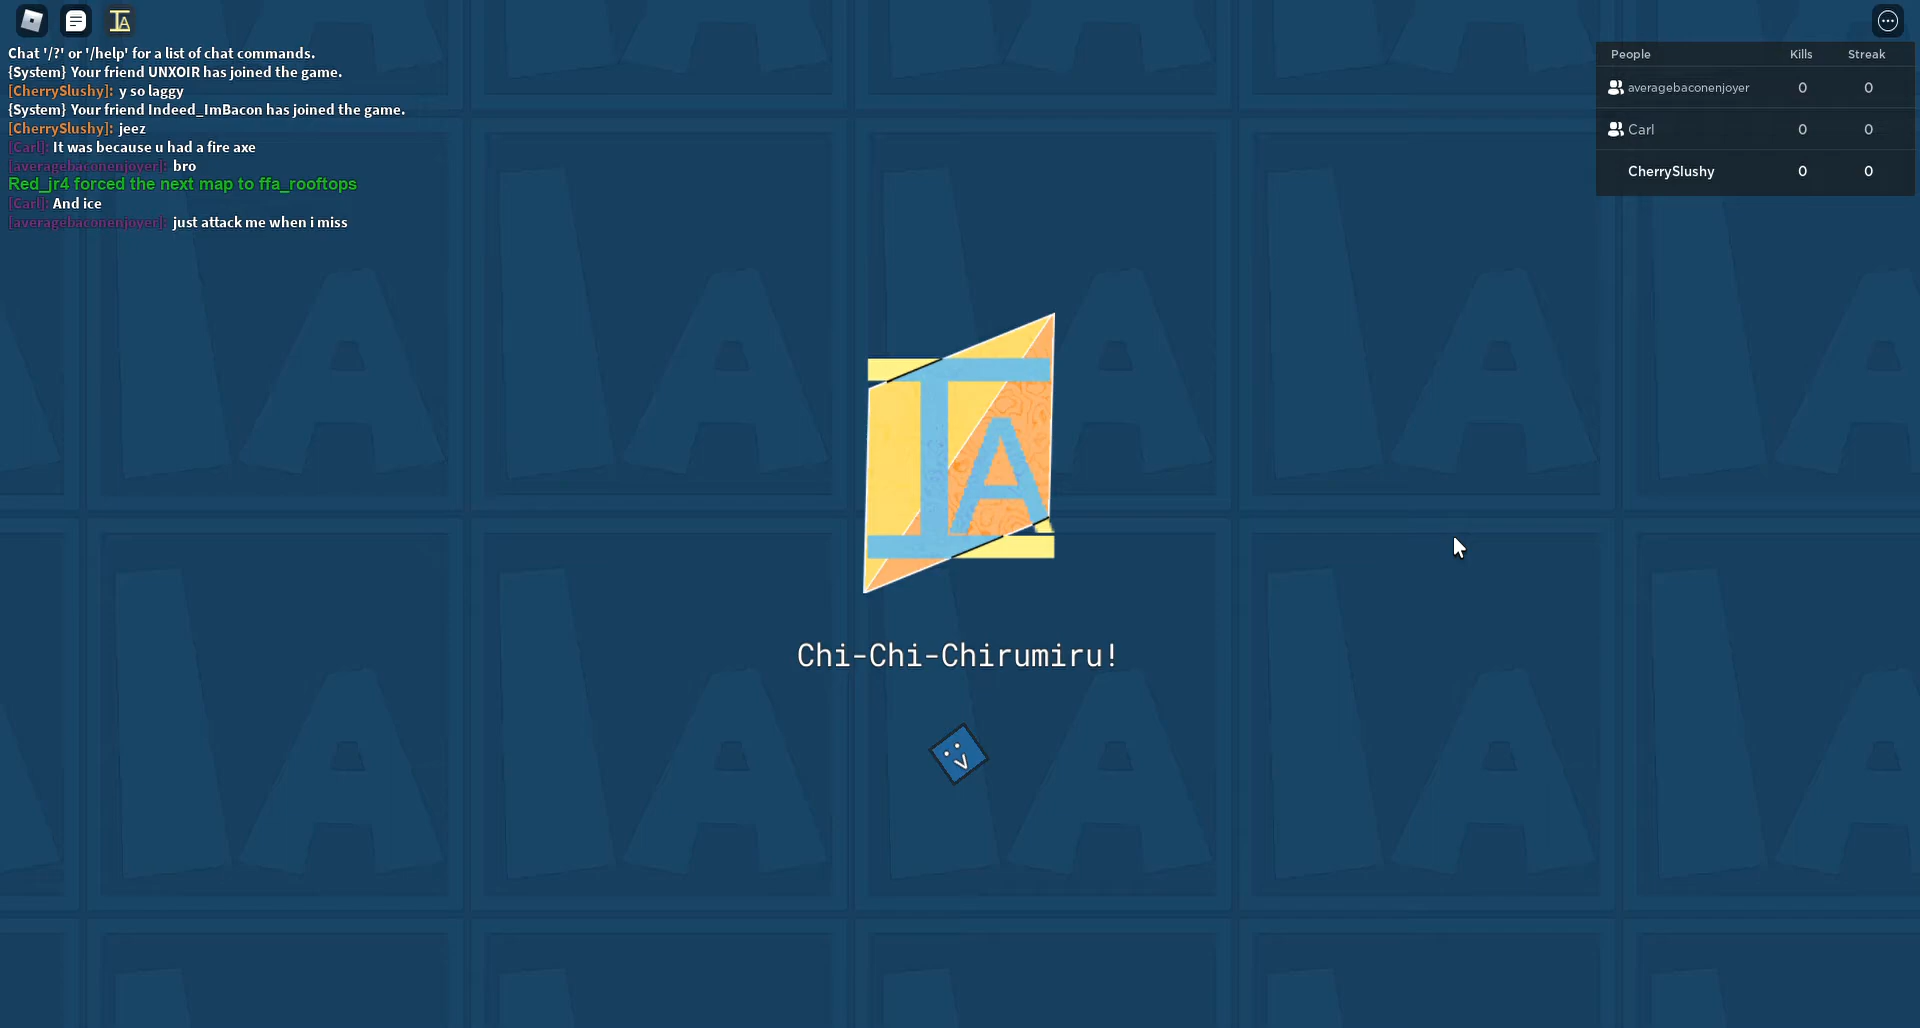 IA
Chat '/?' or '/help' for a list of chat commands.
{System} Your friend UNXOIR has joined the game.
[CherrySlushy]: y so laggy
{System} Your friend Indeed_ImBacon has joined the game.
[CherrySlushy]: jeez
[Carl]: It was because u had a fire axe
[averagebaconenjoyer]: bro
Red_jr4 forced the next map to ffa_rooftops
[Carl]: And ice
[averagebaconenjoyer]: just attack me when i miss
People Kills Streak
averagebaconenjoyer 0 0
Carl 0 0
CherrySlushy 0 0
IA
Chi-Chi-Chirumiru!
:v